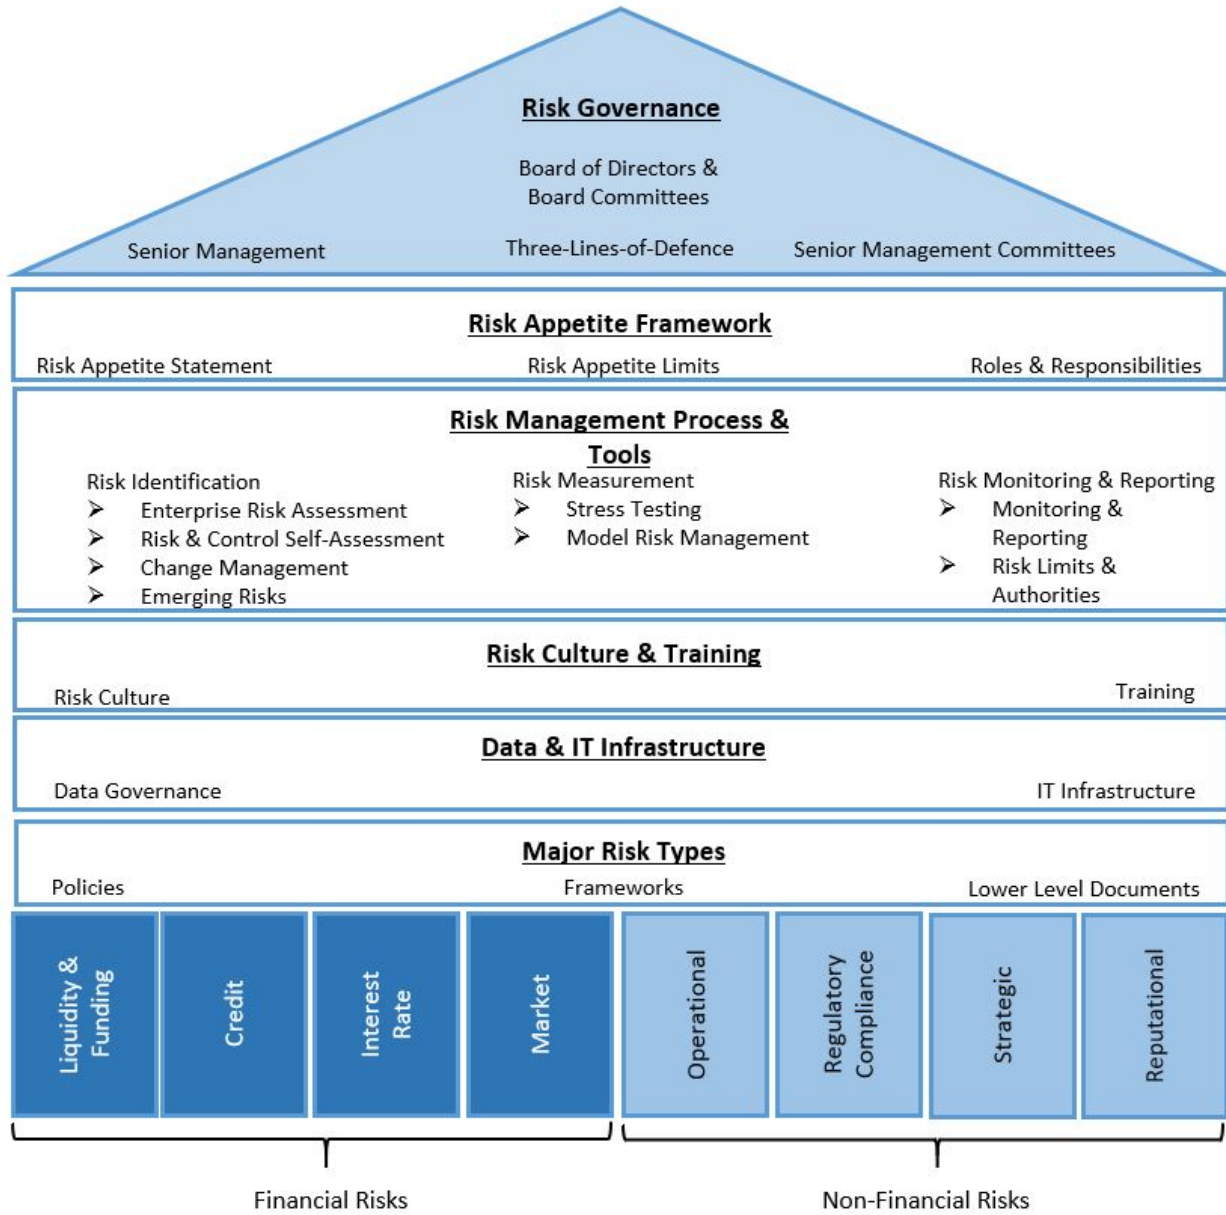 Risk Governance
Board of Directors &
Board Committees
Senior Management
Three-Lines-of-Defence
Senior Management Committees
Risk Appetite Framework
Risk Appetite Statement
Risk Appetite Limits
Roles & Responsibilities
Risk Management Process &
Tools
Risk Identification
➢ Enterprise Risk Assessment
➢ Risk & Control Self-Assessment
➢ Change Management
➢ Emerging Risks
Risk Measurement
➢ Stress Testing
➢ Model Risk Management
Risk Monitoring & Reporting
➢ Monitoring &
Reporting
➢ Risk Limits &
Authorities
Risk Culture & Training
Risk Culture
Training
Data & IT Infrastructure
Data Governance
IT Infrastructure
Major Risk Types
Policies
Frameworks
Lower Level Documents
Liquidity &
Funding
Credit
Interest
Rate
Market
Operational
Regulatory
Compliance
Strategic
Reputational
Financial Risks
Non-Financial Risks